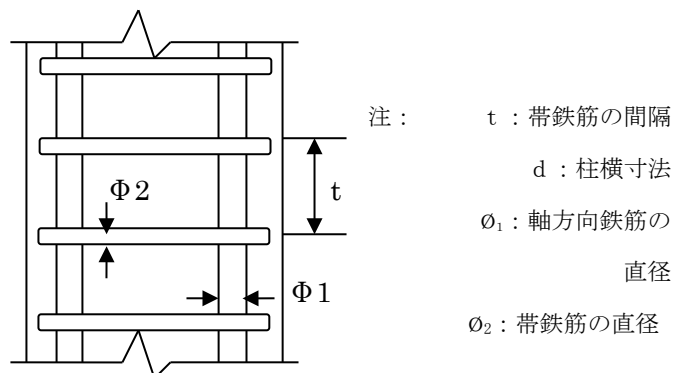 注： t ：帯鉄筋の間隔
d ：柱横寸法
Φ2
t
ø₁：軸方向鉄筋の
直径
Φ1
ø₂：帯鉄筋の直径